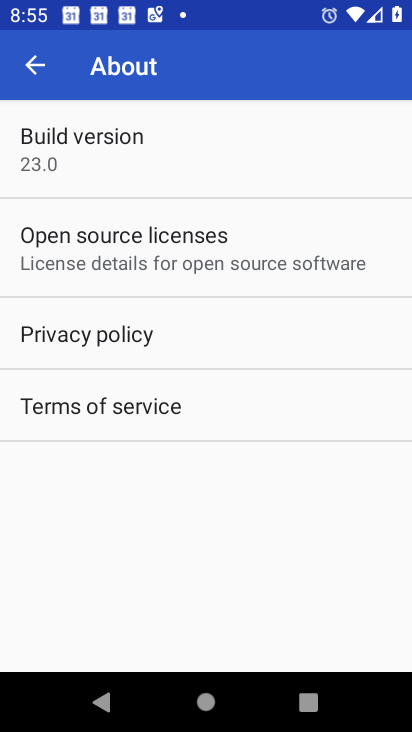 8:55
31 31 31 G
About
Build version
23.0
Open source licenses
License details for open source software
Privacy policy
Terms of service